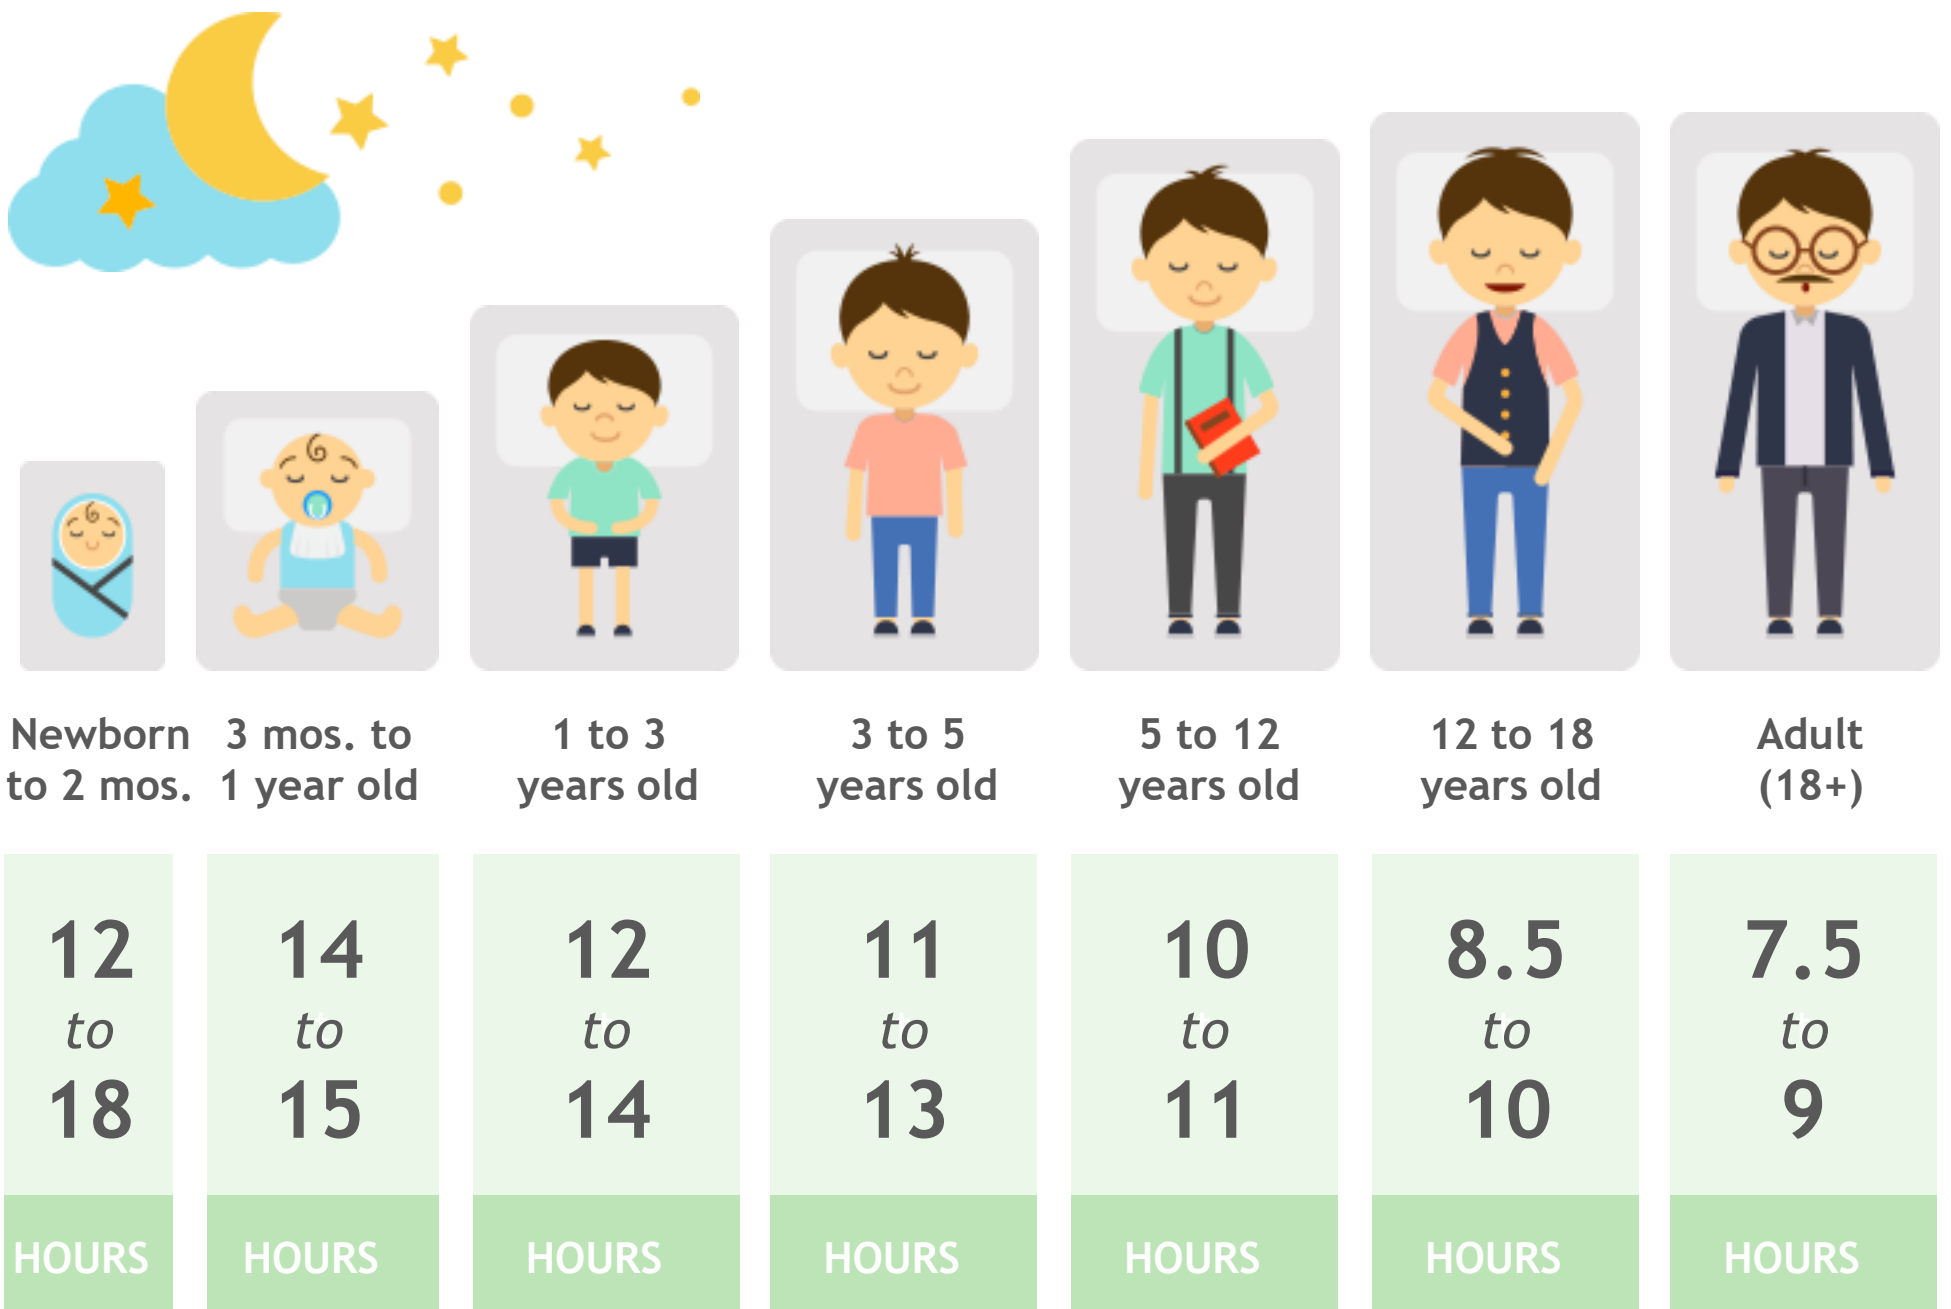 Newborn
to 2 mos.
3 mos. to
1 year old
1 to 3
years old
3 to 5
years old
5 to 12
years old
12 to 18
years old
Adult
(18+)
12
to
18
HOURS
14
to
15
HOURS
12
to
14
HOURS
11
to
13
HOURS
10
to
11
HOURS
8.5
to
10
HOURS
7.5
to
9
HOURS